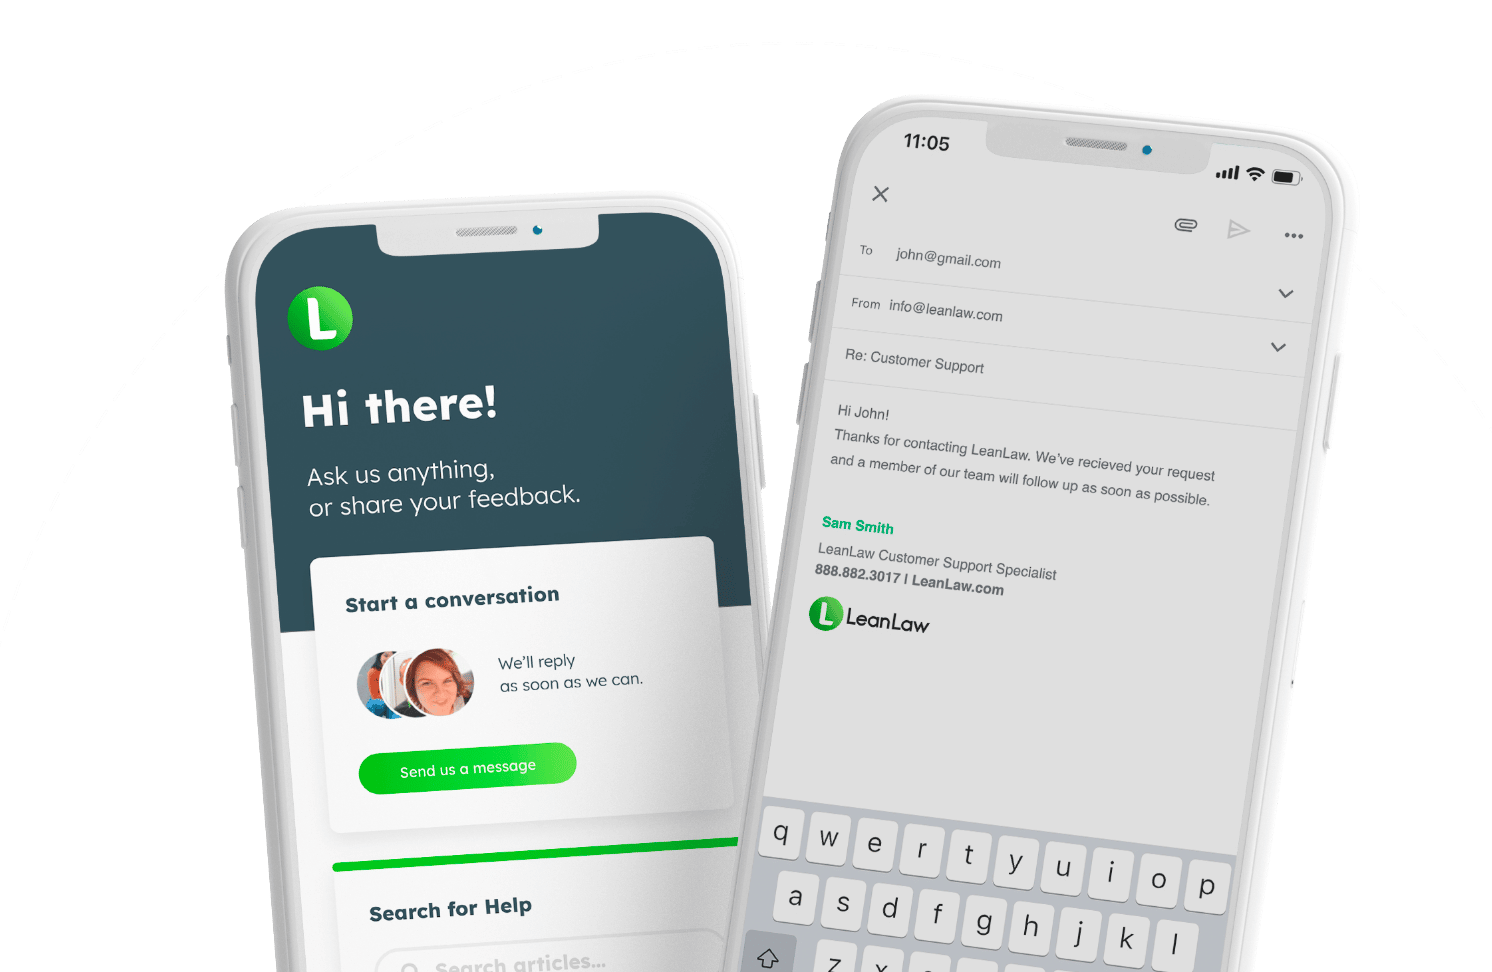 L
Hi there!
Ask us anything,
or share your feedback.
Start a conversation
We'll reply
as soon as we can.
Send us a message
Search for Help
Search articles...
11:05
To john@gmail.com
From info@leanlaw.com
Re: Customer Support
Hi John!
Thanks for contacting LeanLaw. We've recieved your request
and a member of our team will follow up as soon as possible.
Sam Smith
LeanLaw Customer Support Specialist
888.882.3017 | LeanLaw.com
L LeanLaw
q w e r t y u i o p
a s d f g h j k l
z x